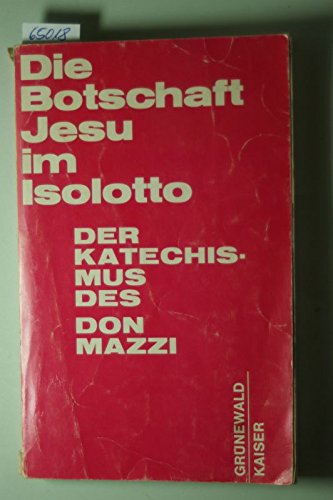 65018
Die
Botschaft
Jesu
im
Isolotto
DER
KATECHIS-
MUS
DES
DON
MAZZI
GRÜNEWALD
KAISER